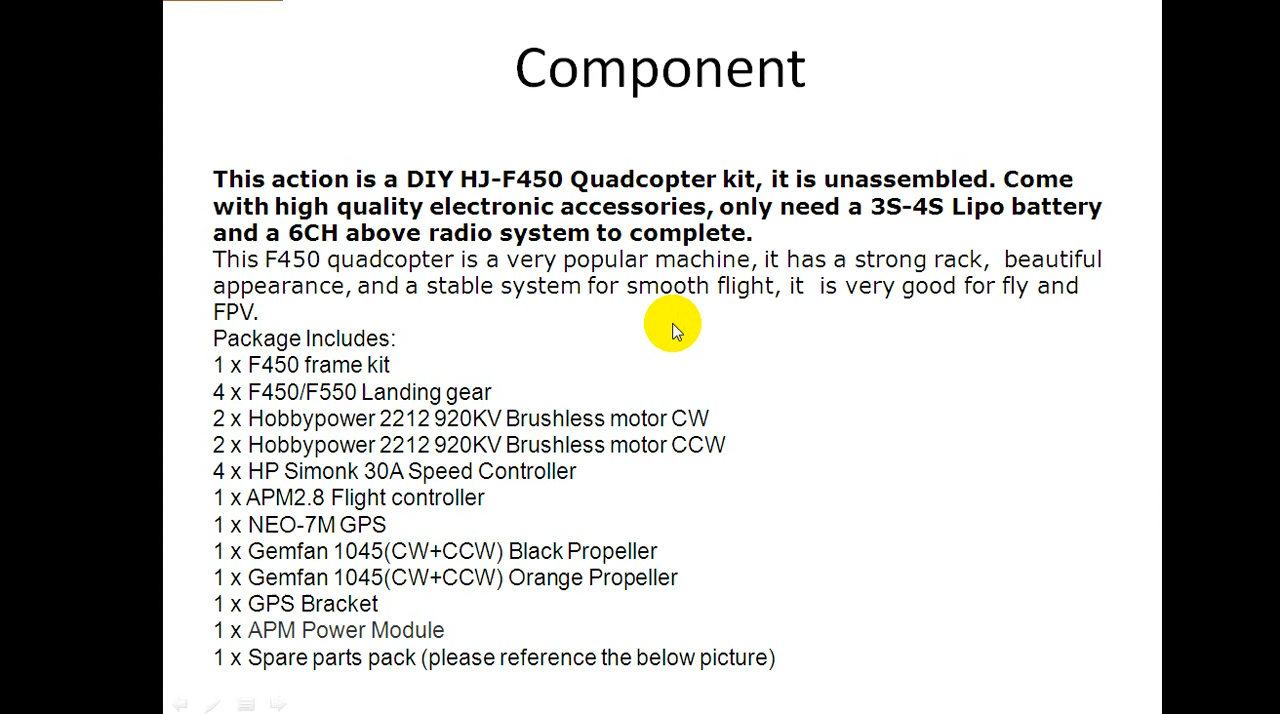 Component
This action is a DIY HJ-F450 Quadcopter kit, it is unassembled. Come
with high quality electronic accessories, only need a 3S-4S Lipo battery
and a 6CH above radio system to complete.
This F450 quadcopter is a very popular machine, it has a strong rack,  beautiful
appearance, and a stable system for smooth flight, it  is very good for fly and
FPV.
Package Includes:
1 x F450 frame kit
4 x F450/F550 Landing gear
2 x Hobbypower 2212 920KV Brushless motor CW
2 x Hobbypower 2212 920KV Brushless motor CCW
4 x HP Simonk 30A Speed Controller
1 x APM2.8 Flight controller
1 x NEO-7M GPS
1 x Gemfan 1045(CW+CCW) Black Propeller
1 x Gemfan 1045(CW+CCW) Orange Propeller
1 x GPS Bracket
1 x APM Power Module
1 x Spare parts pack (please reference the below picture)